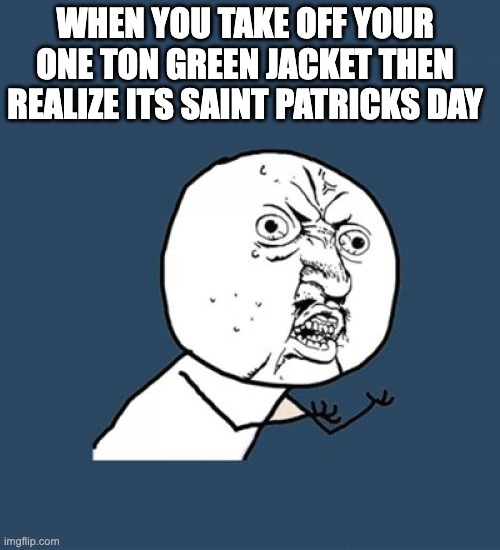 WHEN YOU TAKE OFF YOUR
ONE TON GREEN JACKET THEN
REALIZE ITS SAINT PATRICKS DAY
imgflip.com